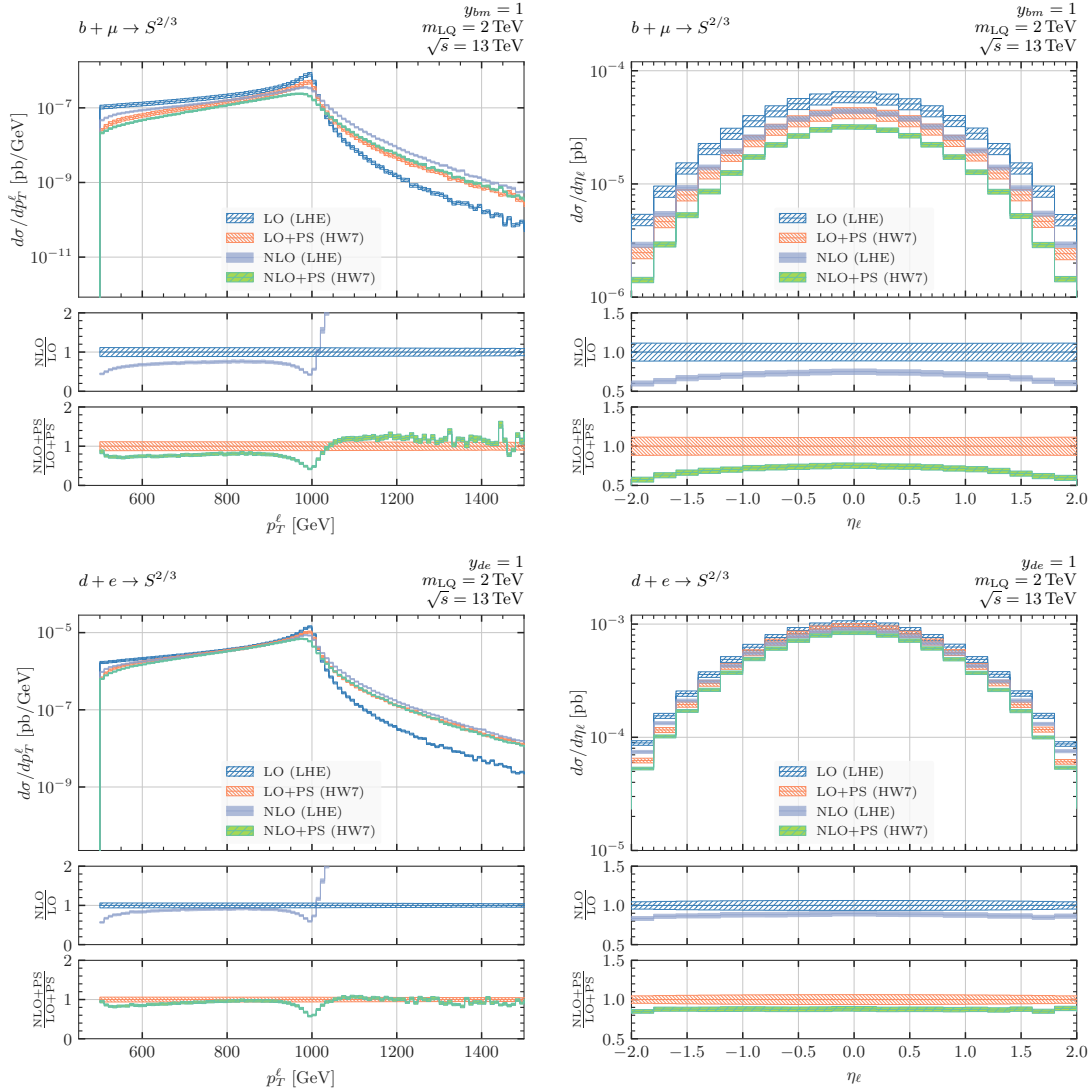 b + μ → S^{2/3}
y_{bm} = 1
m_{LQ} = 2 TeV
√s = 13 TeV
dσ/dp_T^ℓ [pb/GeV]
10^{-7}
10^{-9}
10^{-11}
LO (LHE)
LO+PS (HW7)
NLO (LHE)
NLO+PS (HW7)
NLO/LO
2
1
0
NLO+PS/LO+PS
2
1
0
600 800 1000 1200 1400
p_T^ℓ [GeV]
b + μ → S^{2/3}
y_{bm} = 1
m_{LQ} = 2 TeV
√s = 13 TeV
dσ/dη_ℓ [pb]
10^{-4}
10^{-5}
10^{-6}
LO (LHE)
LO+PS (HW7)
NLO (LHE)
NLO+PS (HW7)
NLO/LO
1.5
1.0
0.5
NLO+PS/LO+PS
1.5
1.0
0.5
−2.0 −1.5 −1.0 −0.5 0.0 0.5 1.0 1.5 2.0
η_ℓ
d + e → S^{2/3}
y_{de} = 1
m_{LQ} = 2 TeV
√s = 13 TeV
dσ/dp_T^ℓ [pb/GeV]
10^{-5}
10^{-7}
10^{-9}
LO (LHE)
LO+PS (HW7)
NLO (LHE)
NLO+PS (HW7)
NLO/LO
2
1
0
NLO+PS/LO+PS
2
1
0
600 800 1000 1200 1400
p_T^ℓ [GeV]
d + e → S^{2/3}
y_{de} = 1
m_{LQ} = 2 TeV
√s = 13 TeV
dσ/dη_ℓ [pb]
10^{-3}
10^{-4}
10^{-5}
LO (LHE)
LO+PS (HW7)
NLO (LHE)
NLO+PS (HW7)
NLO/LO
1.5
1.0
0.5
NLO+PS/LO+PS
1.5
1.0
0.5
−2.0 −1.5 −1.0 −0.5 0.0 0.5 1.0 1.5 2.0
η_ℓ